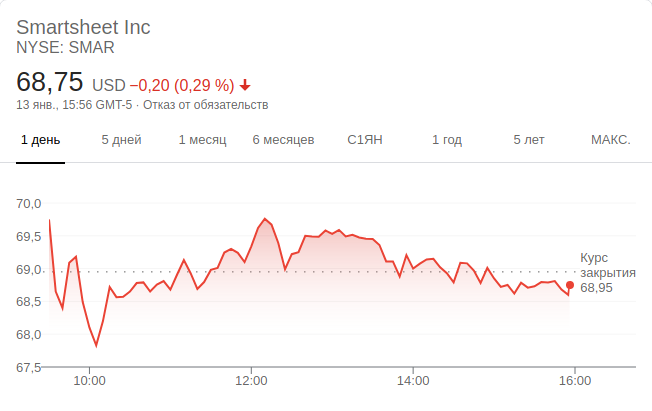 Smartsheet Inc
NYSE: SMAR
68,75 USD −0,20 (0,29 %)
13 янв., 15:56 GMT-5 · Отказ от обязательств
1 день 5 дней 1 месяц 6 месяцев С1ЯН 1 год 5 лет МАКС.
70,0
69,5
69,0
68,5
68,0
67,5
Курс
закрытия
68,95
10:00 12:00 14:00 16:00